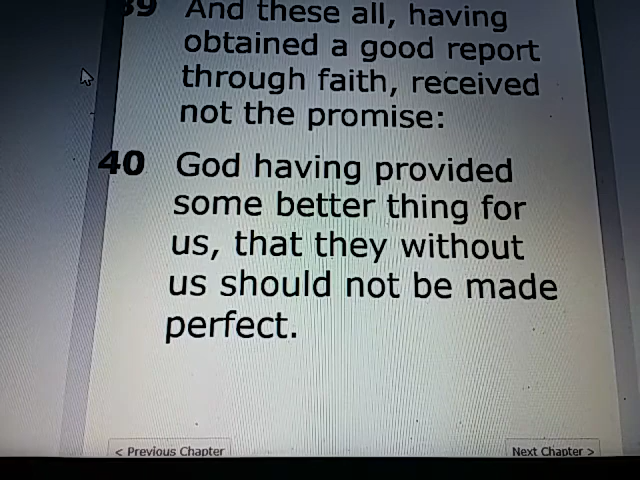 39 And these all, having
obtained a good report
through faith, received
not the promise:
40 God having provided
some better thing for
us, that they without
us should not be made
perfect.
< Previous Chapter
Next Chapter >